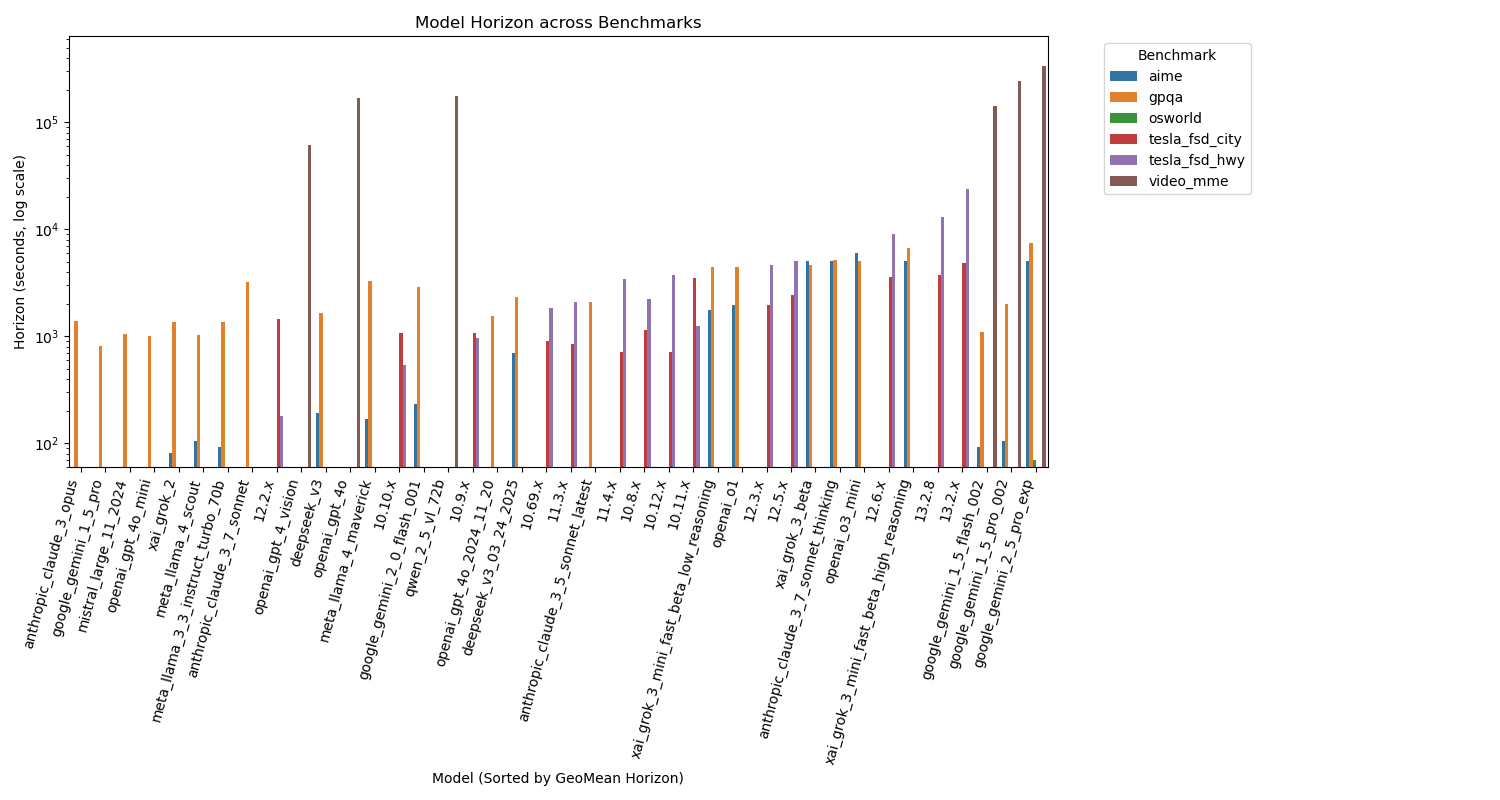 Model Horizon across Benchmarks
Horizon (seconds, log scale)
10^5
10^4
10^3
10^2
anthropic_claude_3_opus
google_gemini_1_5_pro
mistral_large_11_2024
openai_gpt_4o_mini
xai_grok_2
meta_llama_4_scout
meta_llama_3_3_instruct_turbo_70b
anthropic_claude_3_7_sonnet
12.2.x
openai_gpt_4_vision
deepseek_v3
openai_gpt_4o
meta_llama_4_maverick
10.10.x
google_gemini_2_0_flash_001
qwen_2_5_vl_72b
10.9.x
openai_gpt_4o_2024_11_20
deepseek_v3_03_24_2025
10.69.x
11.3.x
anthropic_claude_3_5_sonnet_latest
11.4.x
10.8.x
10.12.x
10.11.x
xai_grok_3_mini_fast_beta_low_reasoning
openai_o1
12.3.x
12.5.x
xai_grok_3_beta
anthropic_claude_3_7_sonnet_thinking
openai_o3_mini
12.6.x
xai_grok_3_mini_fast_beta_high_reasoning
13.2.8
13.2.x
google_gemini_1_5_flash_002
google_gemini_1_5_pro_002
google_gemini_2_5_pro_exp
Model (Sorted by GeoMean Horizon)
Benchmark
aime
gpqa
osworld
tesla_fsd_city
tesla_fsd_hwy
video_mme